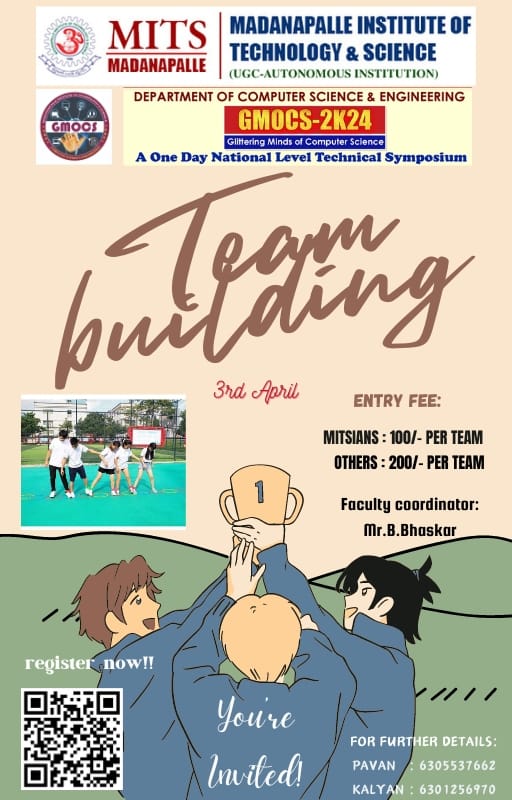 MITS
MADANAPALLE
MADANAPALLE INSTITUTE OF
TECHNOLOGY & SCIENCE
(UGC-AUTONOMOUS INSTITUTION)
GMOCS
DEPARTMENT OF COMPUTER SCIENCE & ENGINEERING
GMOCS-2K24
Glittering Minds of Computer Science
A One Day National Level Technical Symposium
Team
building
3rd April
ENTRY FEE:
MITSIANS : 100/- PER TEAM
OTHERS : 200/- PER TEAM
Faculty coordinator:
Mr.B.Bhaskar
1
register now!!
You're
Invited!
FOR FURTHER DETAILS:
PAVAN : 6305537662
KALYAN : 6301256970